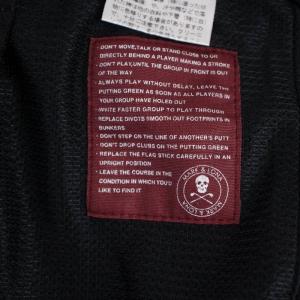 · DON'T MOVE,TALK OR STAND CLOSE TO OR
DIRECTLY BEHIND A PLAYER MAKING A STROKE
· DON'T PLAY,UNTIL THE GROUP IN FRONT IS OUT
OF THE WAY
· ALWAYS PLAY WITHOUT DELAY, LEAVE THE
PUTTING GREEN AS SOON AS ALL PLAYERS IN
YOUR GROUP HAVE HOLED OUT
· WHITE FASTER GROUP TO PLAY THROUGH
· REPLACE DIVOTS SMOOTH OUT FOOTPRINTS IN
BUNKERS
· DON'T STEP ON THE LINE OF ANOTHER'S PUTT
· DON'T DROP CLUBS ON THE PUTTING GREEN
· REPLACE THE FLAG STICK CAREFULLY IN AN
UPRIGHT POSITION
· LEAVE THE COURSE IN THE
CONDITION IN WHICH YOU'D
LIKE TO FIND IT
MARK & LONA
MARK & LONA